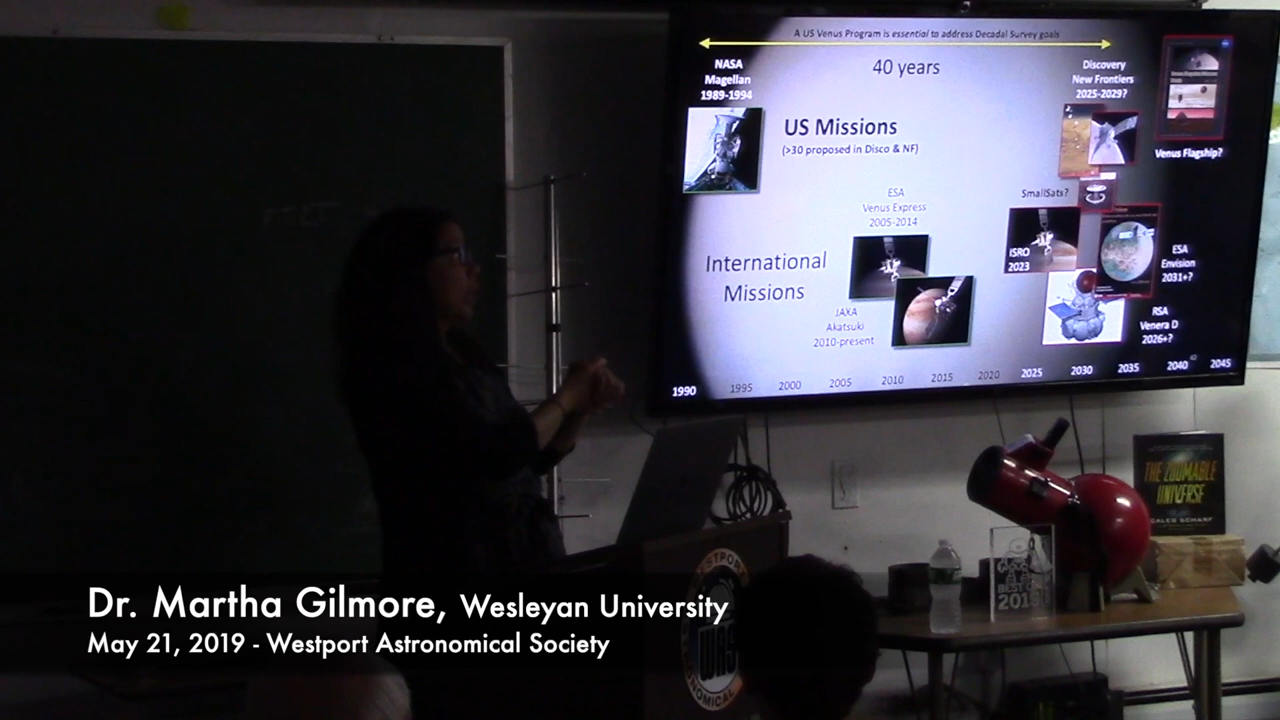 A US Venus Program is essential to address Decadal Survey goals
40 years
NASA
Magellan
1989-1994
Discovery
New Frontiers
2025-2029?
US Missions
(>30 proposed in Disco & NF)
Venus Flagship?
ESA
Venus Express
2005-2014
SmallSats?
International
Missions
ISRO
2023
ESA
Envision
2031+?
JAXA
Akatsuki
2010-present
RSA
Venera D
2026+?
1990 1995 2000 2005 2010 2015 2020 2025 2030 2035 2040 2045
THE ZOOMABLE
UNIVERSE
CALEB SCHARF
BEST
WAS
Dr. Martha Gilmore, Wesleyan University
May 21, 2019 - Westport Astronomical Society